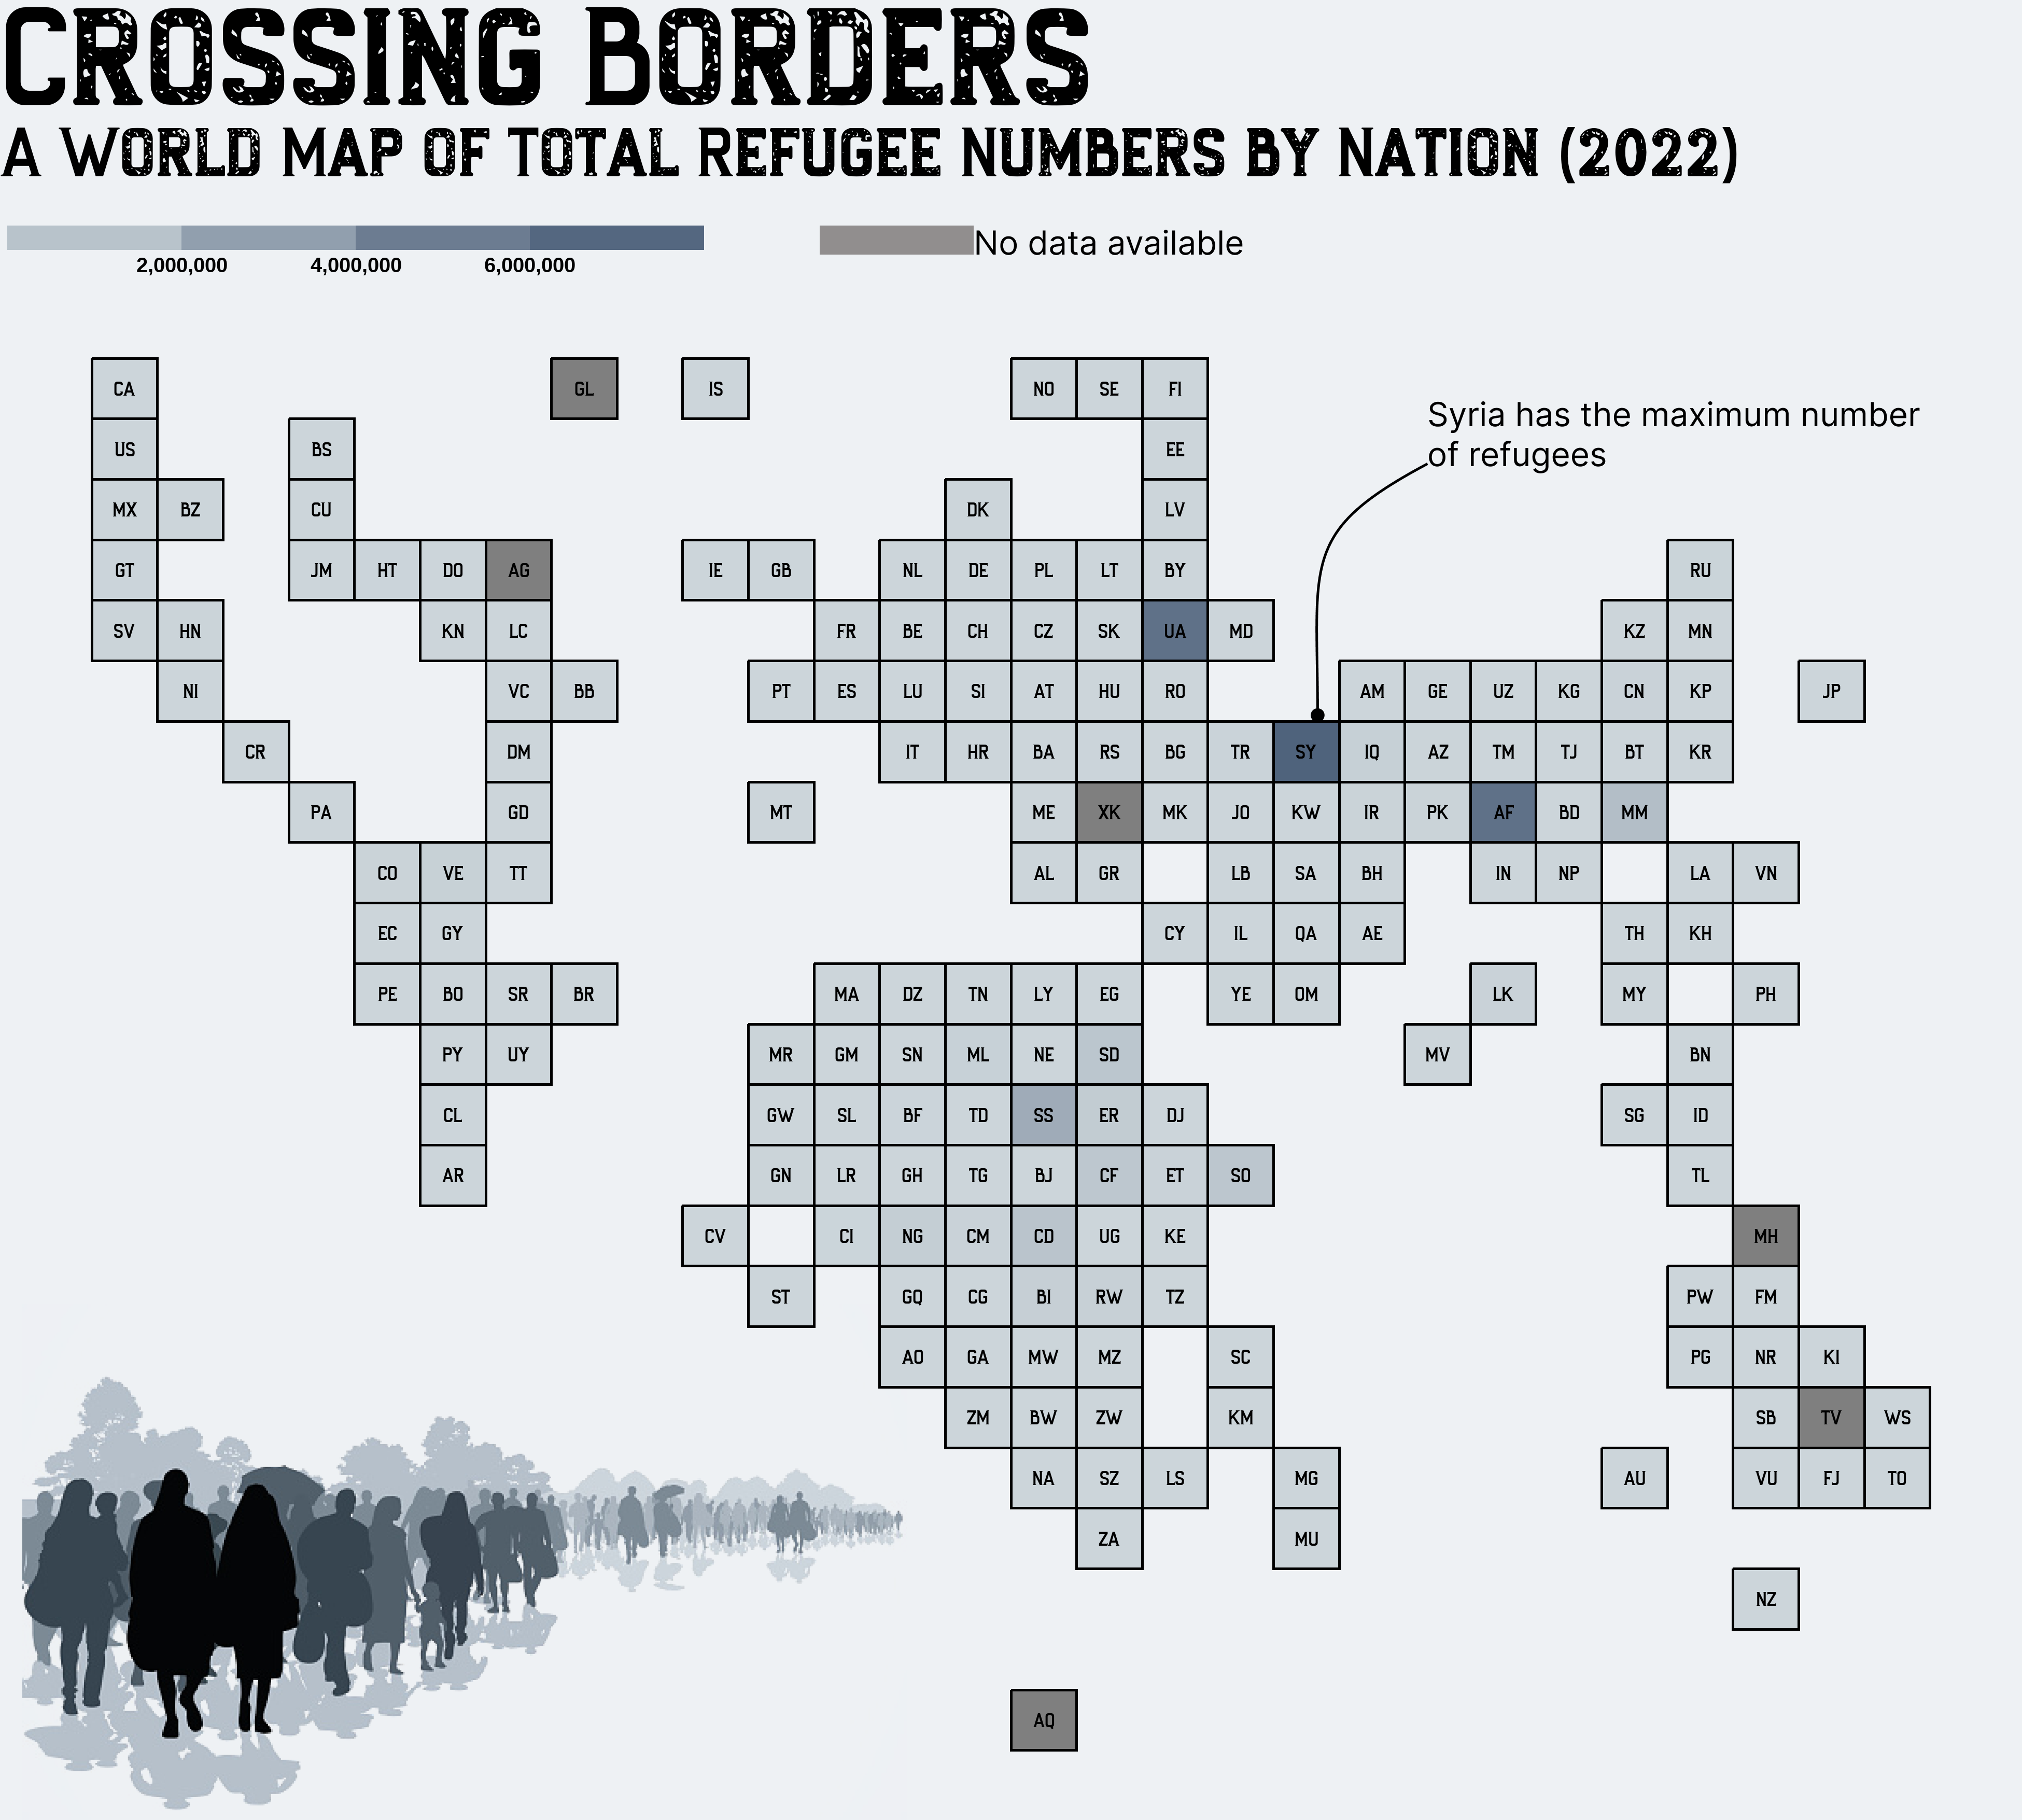 CROSSING BORDERS
A WORLD MAP OF TOTAL REFUGEE NUMBERS BY NATION (2022)
No data available
2,000,000 4,000,000 6,000,000
CA GL IS NO SE FI
Syria has the maximum number
of refugees
US BS EE
MX BZ CU DK LV
GT JM HT DO AG IE GB NL DE PL LT BY RU
SV HN KN LC FR BE CH CZ SK UA MD KZ MN
NI VC BB PT ES LU SI AT HU RO AM GE UZ KG CN KP JP
CR DM IT HR BA RS BG TR SY IQ AZ TM TJ BT KR
PA GD MT ME XK MK JO KW IR PK AF BD MM
CO VE TT AL GR LB SA BH IN NP LA VN
EC GY CY IL QA AE TH KH
PE BO SR BR MA DZ TN LY EG YE OM LK MY PH
PY UY MR GM SN ML NE SD MV BN
CL GW SL BF TD SS ER DJ SG ID
AR GN LR GH TG BJ CF ET SO TL
CV CI NG CM CD UG KE MH
ST GQ CG BI RW TZ PW FM
AO GA MW MZ SC PG NR KI
ZM BW ZW KM SB TV WS
NA SZ LS MG AU VU FJ TO
ZA MU
NZ
AQ